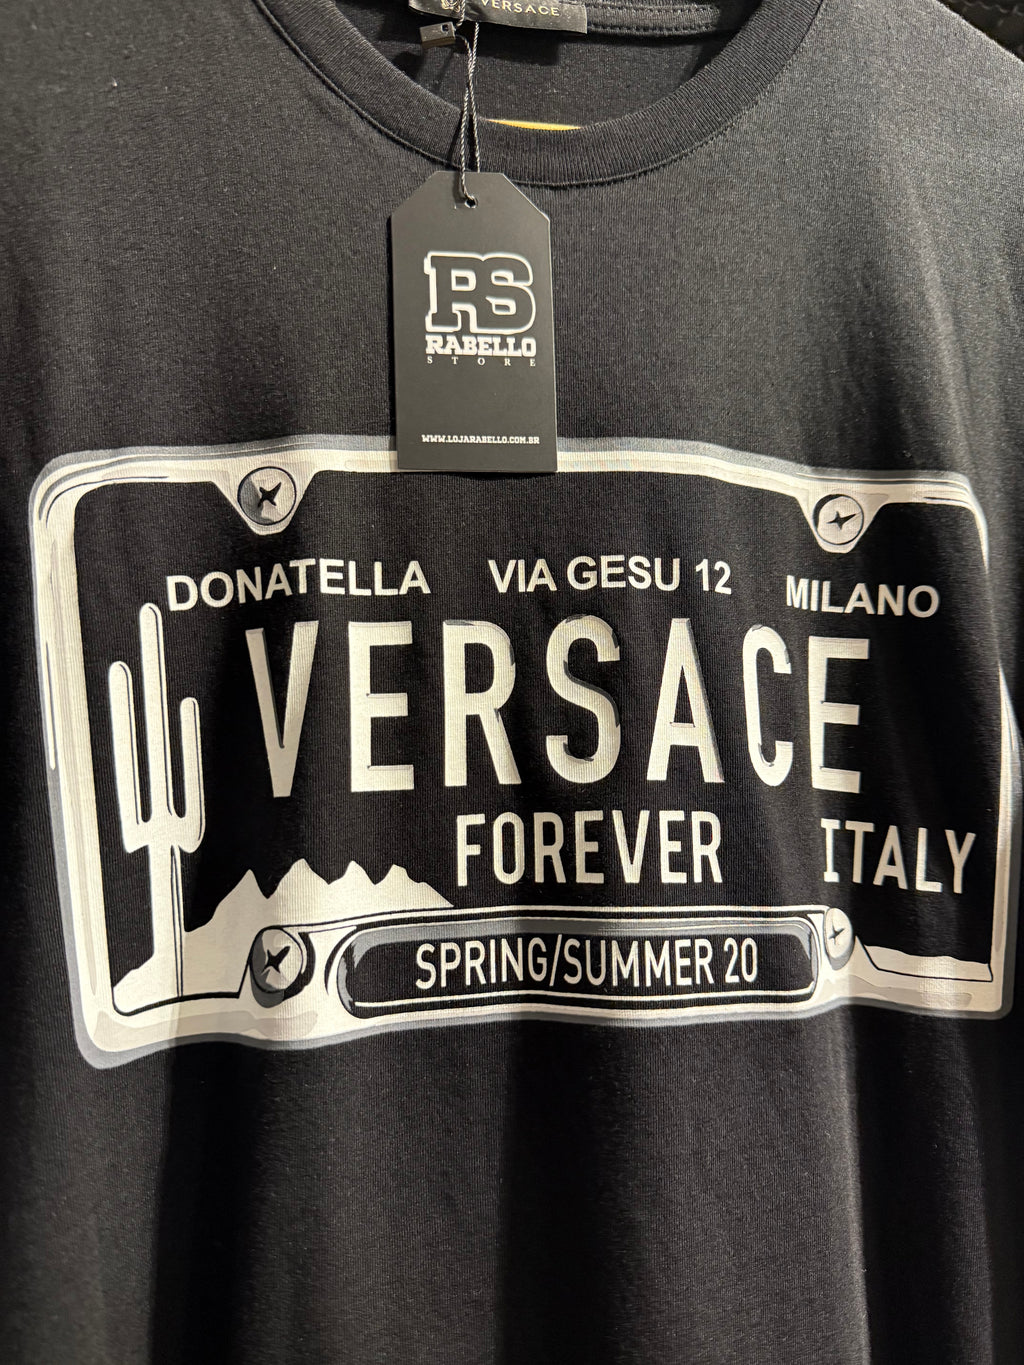 VERSACE
RS
RABELLO
STORE
WWW.LOJARABELLO.COM.BR
DONATELLA VIA GESU 12 MILANO
VERSACE
FOREVER ITALY
SPRING/SUMMER 20